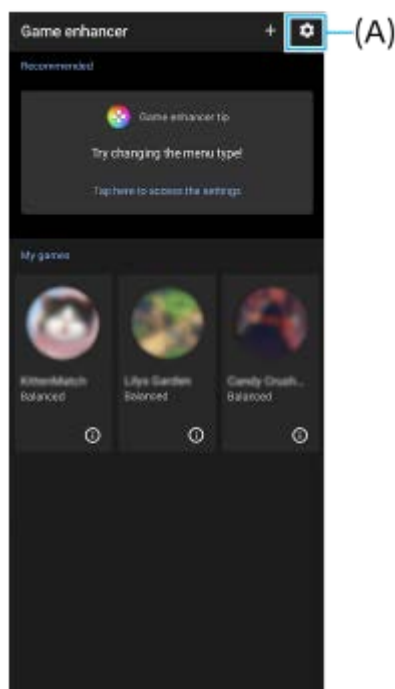 Game enhancer +
(A)
Recommended
Game enhancer tip
Try changing the menu type!
Tap here to access the settings
My games
KittenMatch
Lilys Garden
Candy Crush...
Balanced
Balanced
Balanced